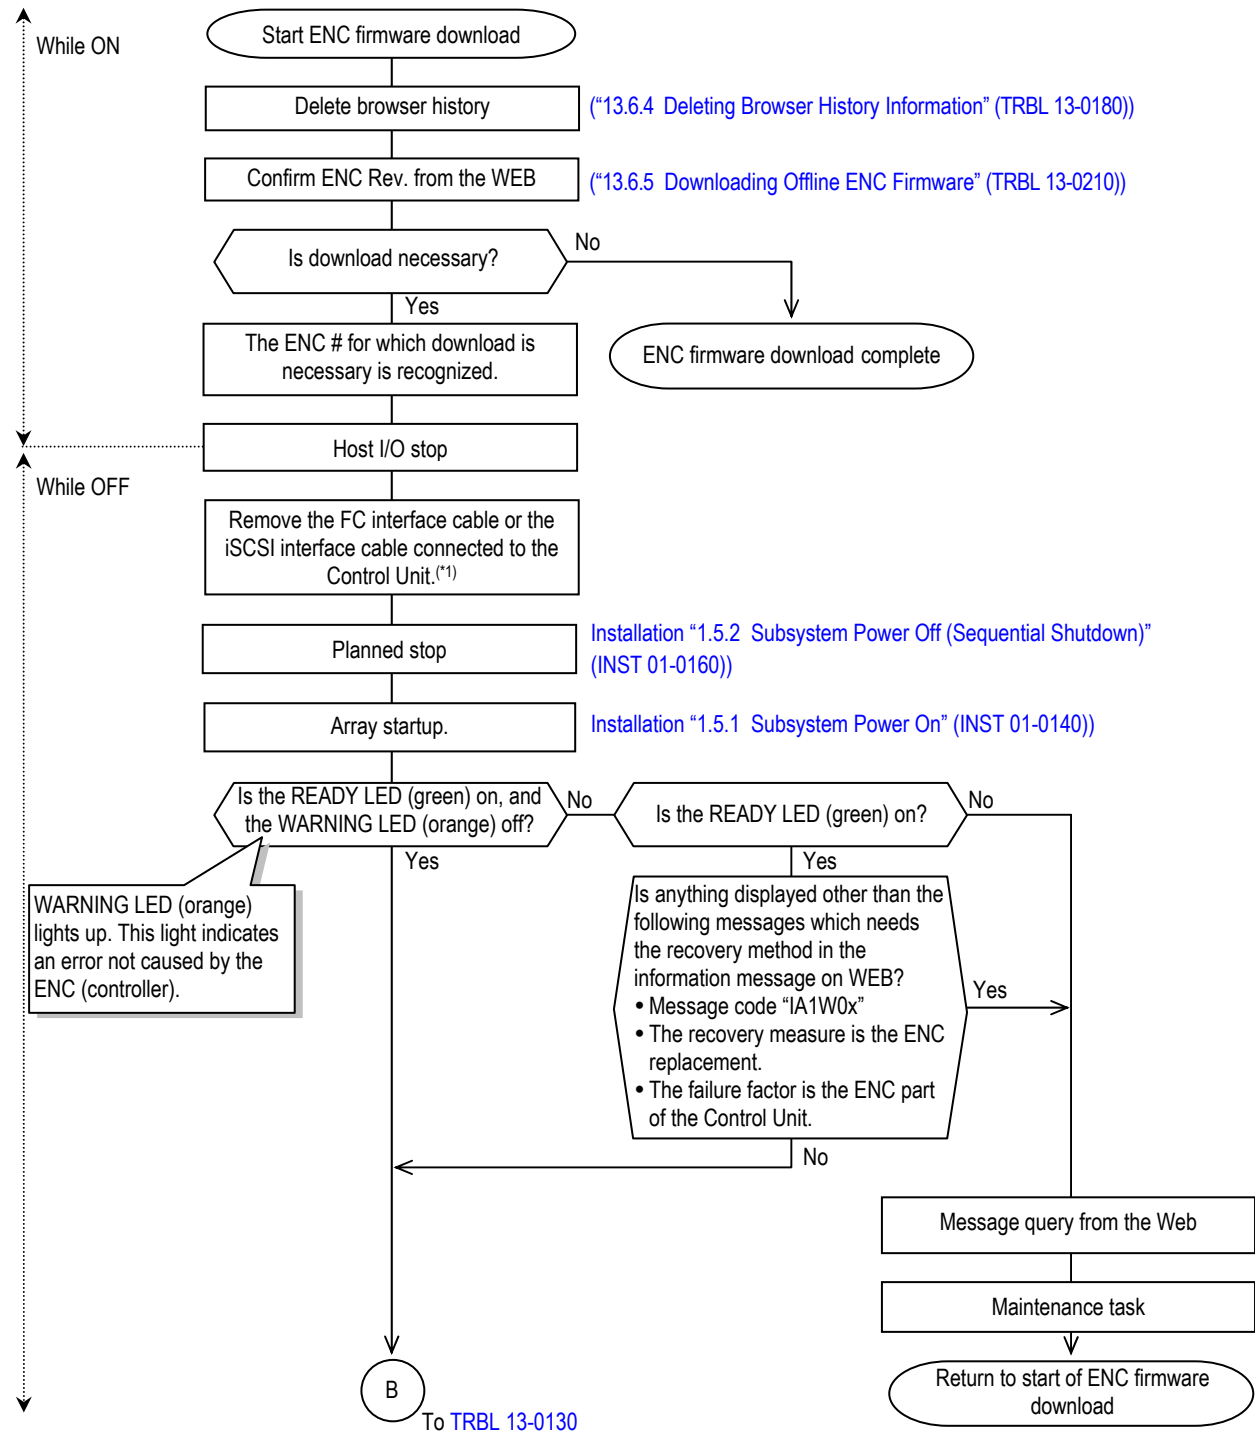 While ON
Start ENC firmware download
Delete browser history
(“13.6.4 Deleting Browser History Information” (TRBL 13-0180))
Confirm ENC Rev. from the WEB
(“13.6.5 Downloading Offline ENC Firmware” (TRBL 13-0210))
Is download necessary?
No
Yes
The ENC # for which download is
necessary is recognized.
ENC firmware download complete
Host I/O stop
While OFF
Remove the FC interface cable or the
iSCSI interface cable connected to the
Control Unit.(*1)
Planned stop
Installation “1.5.2 Subsystem Power Off (Sequential Shutdown)”
(INST 01-0160))
Array startup.
Installation “1.5.1 Subsystem Power On” (INST 01-0140))
Is the READY LED (green) on, and
the WARNING LED (orange) off?
No
Is the READY LED (green) on?
No
Yes
Yes
WARNING LED (orange)
lights up. This light indicates
an error not caused by the
ENC (controller).
Is anything displayed other than the
following messages which needs
the recovery method in the
information message on WEB?
• Message code “IA1W0x”
• The recovery measure is the ENC
replacement.
• The failure factor is the ENC part
of the Control Unit.
Yes
No
Message query from the Web
Maintenance task
Return to start of ENC firmware
download
B
To TRBL 13-0130